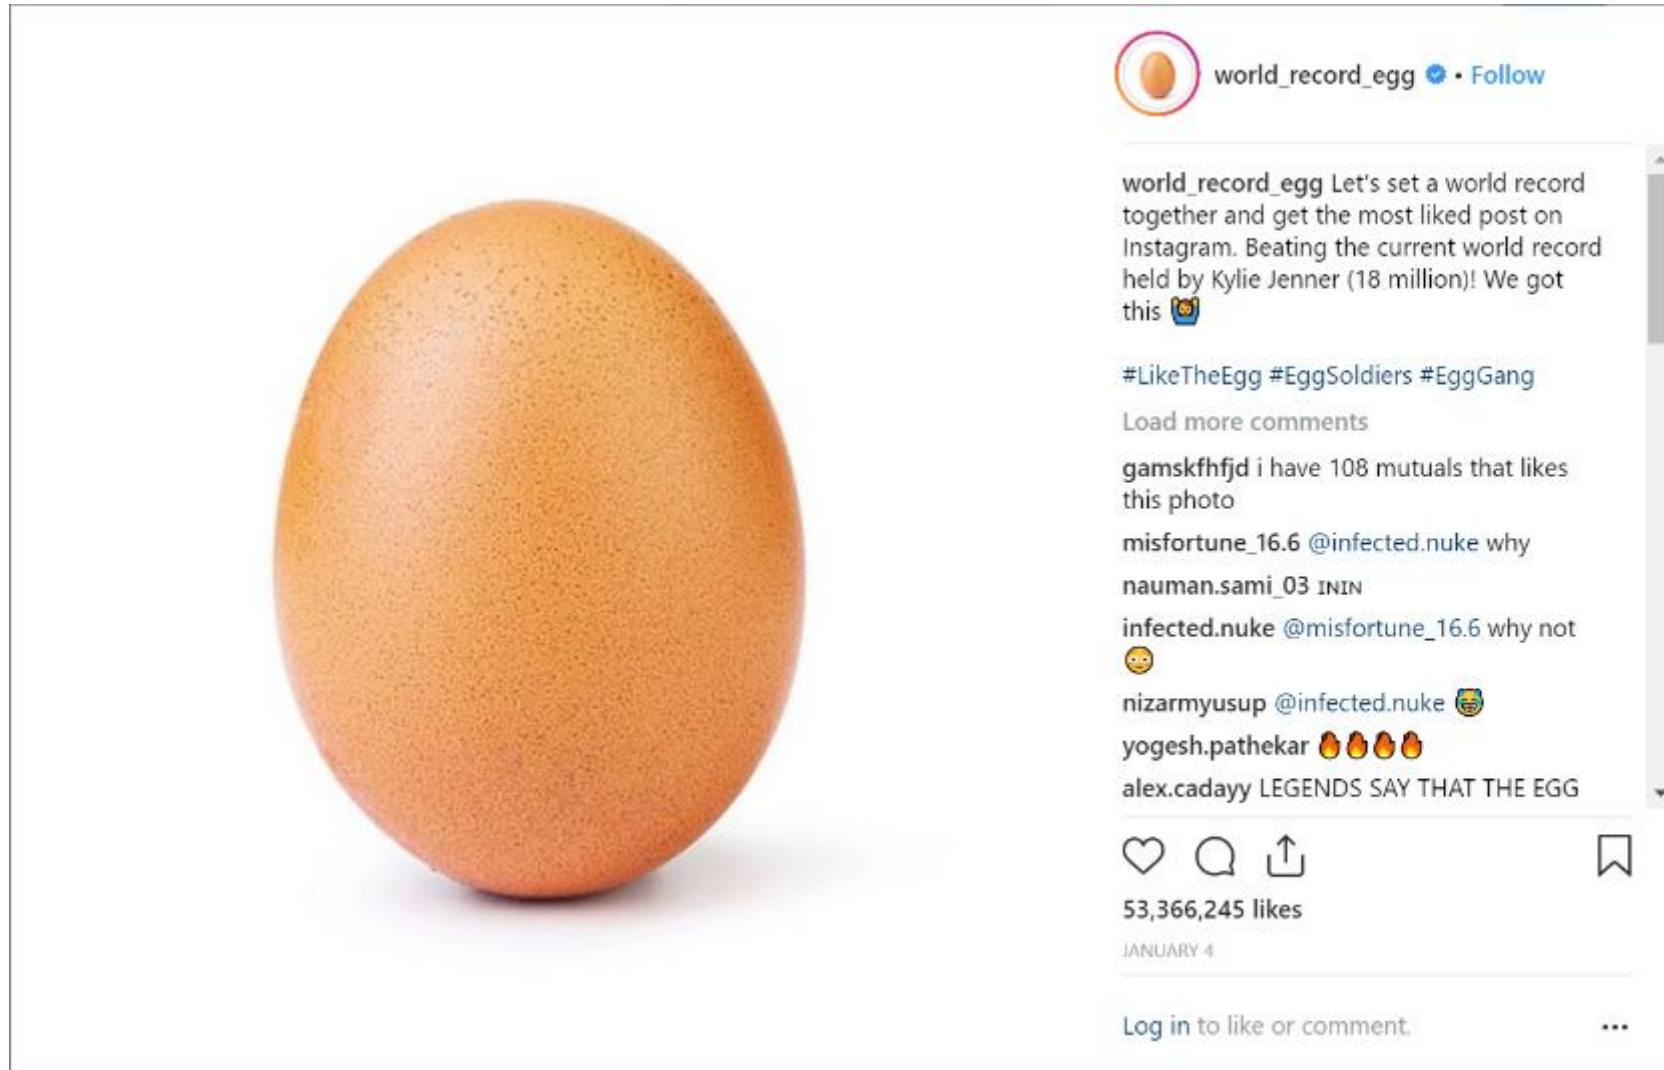 world_record_egg • Follow
world_record_egg Let's set a world record
together and get the most liked post on
Instagram. Beating the current world record
held by Kylie Jenner (18 million)! We got
this 🙆
#LikeTheEgg #EggSoldiers #EggGang
Load more comments
gamskfhfjd i have 108 mutuals that likes
this photo
misfortune_16.6 @infected.nuke why
nauman.sami_03 ɪɴɪɴ
infected.nuke @misfortune_16.6 why not
😳
nizarmyusup @infected.nuke 😹
yogesh.pathekar 🔥🔥🔥🔥
alex.cadayy LEGENDS SAY THAT THE EGG
53,366,245 likes
JANUARY 4
Log in to like or comment.